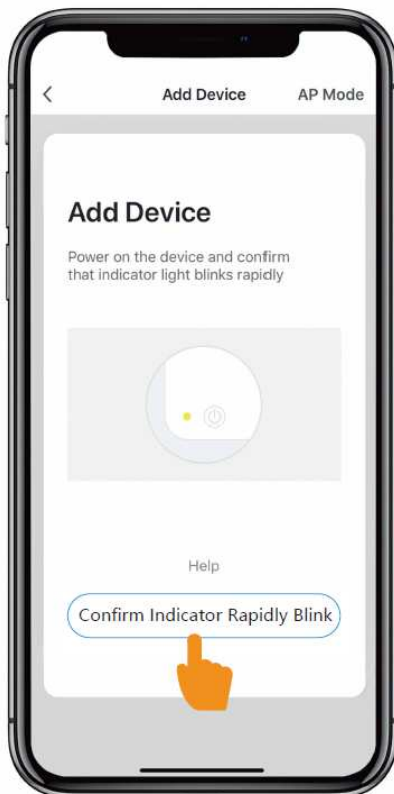 Add Device AP Mode
Add Device
Power on the device and confirm
that indicator light blinks rapidly
Help
Confirm Indicator Rapidly Blink